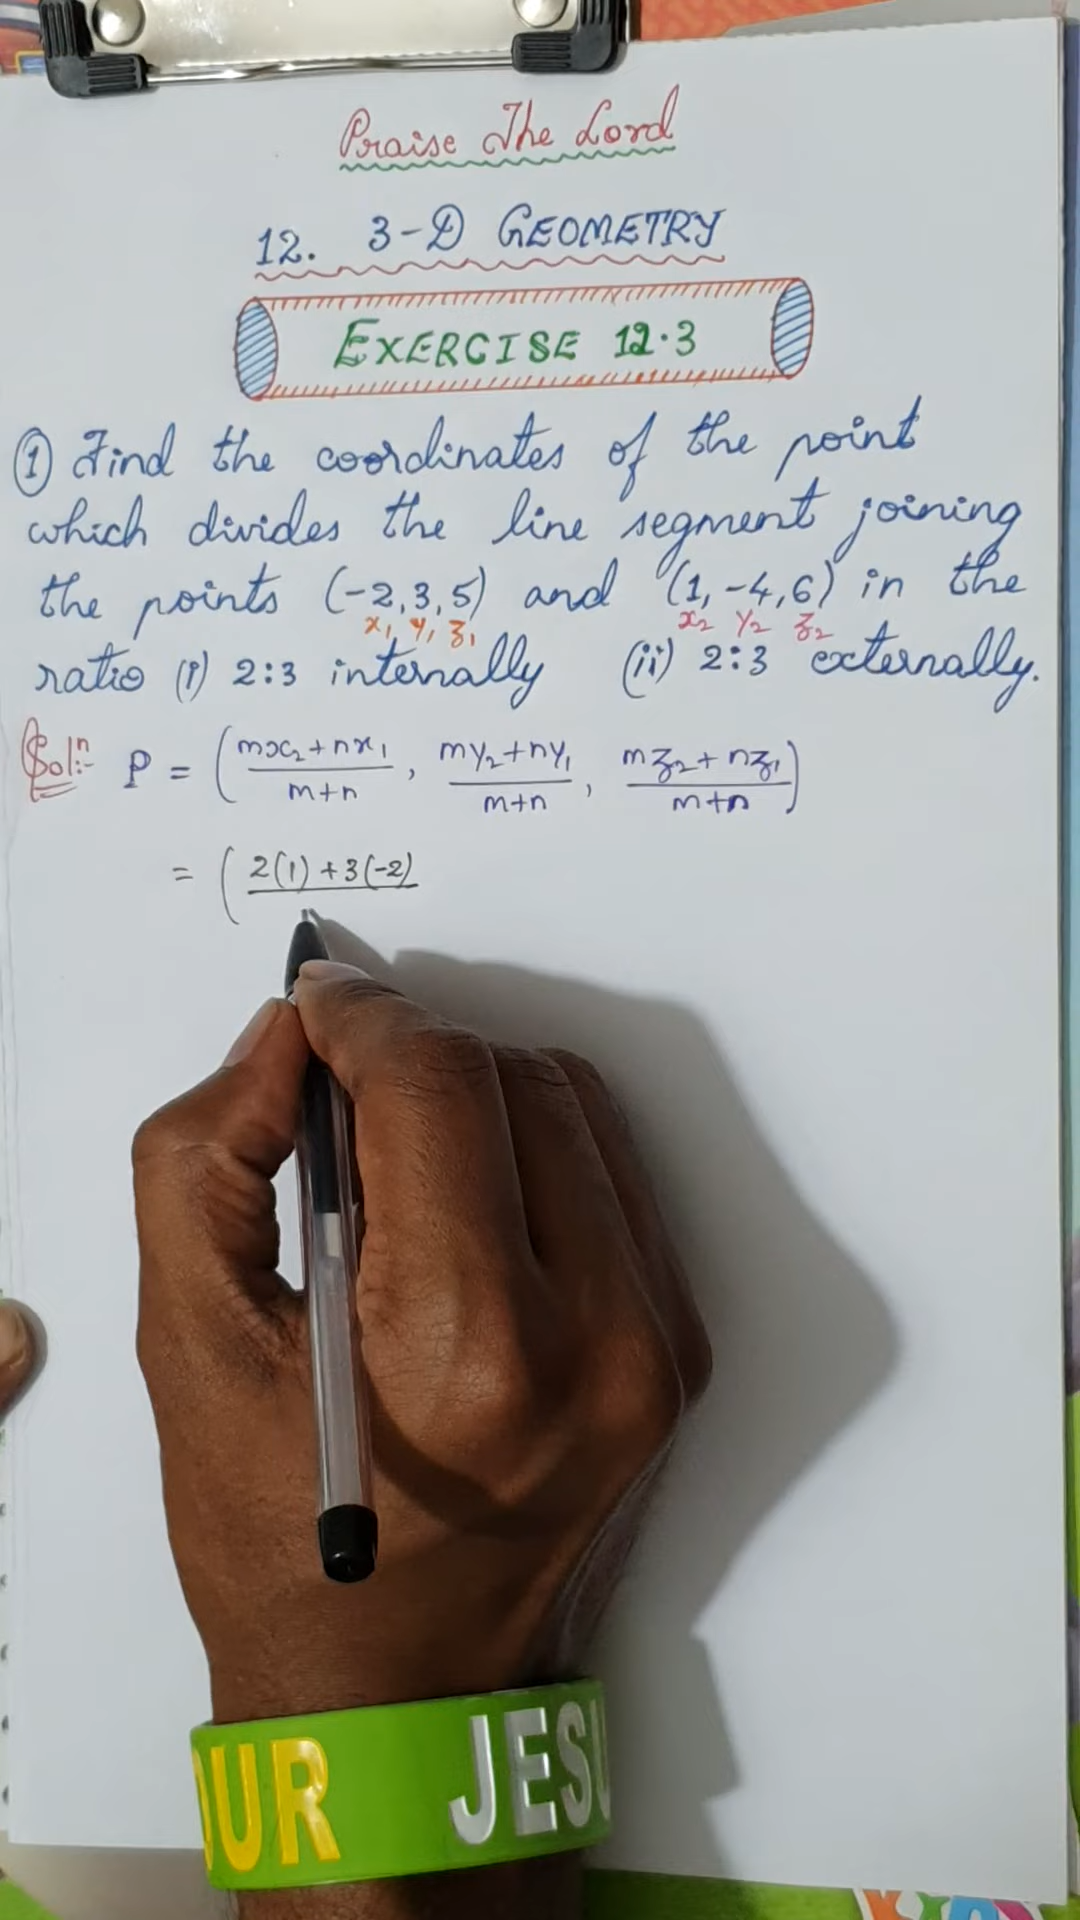 Praise The Lord
12. 3-D GEOMETRY
EXERCISE 12.3
① Find the coordinates of the point
which divides the line segment joining
the points (-2,3,5) and (1,-4,6) in the
x₁ y₁ z₁ x₂ y₂ z₂
ratio (i) 2:3 internally (ii) 2:3 externally.
Solⁿ:- P = ( mx₂+nx₁ / m+n , my₂+ny₁ / m+n , mz₂+nz₁ / m+n )
= ( 2(1)+3(-2)
OUR JESU